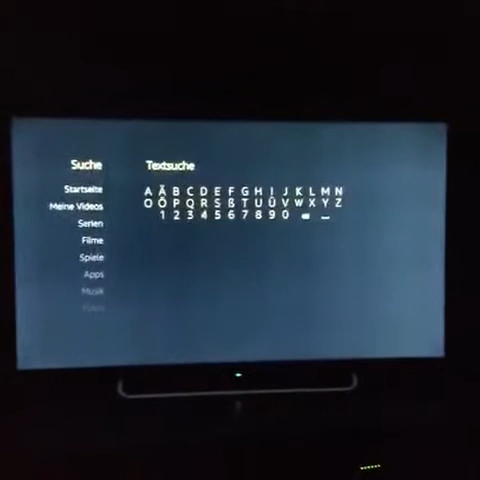 Suche
Startseite
Meine Videos
Serien
Filme
Spiele
Apps
Musik
Fotos
Textsuche
A Ä B C D E F G H I J K L M N
O Ö P Q R S ß T U Ü V W X Y Z
1 2 3 4 5 6 7 8 9 0